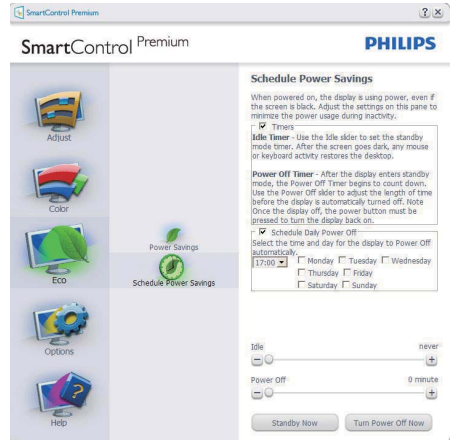 SmartControl Premium
SmartControl Premium
PHILIPS
Adjust
Color
Eco
Options
Help
Power Savings
Schedule Power Savings
Schedule Power Savings
When powered on, the display is using power, even if
the screen is black. Adjust the settings on this pane to
minimize the power usage during inactivity.
Timers
Idle Timer - Use the Idle slider to set the standby
mode timer. After the screen goes dark, any mouse
or keyboard activity restores the desktop.
Power Off Timer - After the display enters standby
mode, the Power Off Timer begins to count down.
Use the Power Off slider to adjust the length of time
before the display is automatically turned off. Note
Once the display off, the power button must be
pressed to turn the display back on.
Schedule Daily Power Off
Select the time and day for the display to Power Off
automatically.
17:00 Monday Tuesday Wednesday
Thursday Friday
Saturday Sunday
Idle never
Power Off 0 minute
Standby Now Turn Power Off Now